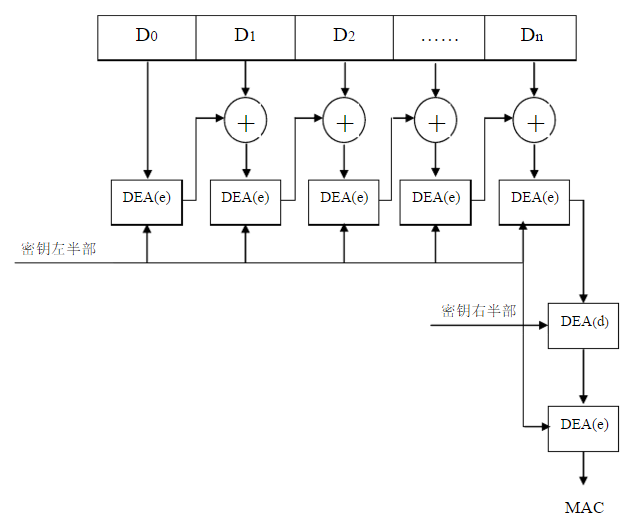 D0 D1 D2 …… Dn
+ + + +
DEA(e) DEA(e) DEA(e) DEA(e) DEA(e)
密钥左半部
密钥右半部
DEA(d)
DEA(e)
MAC